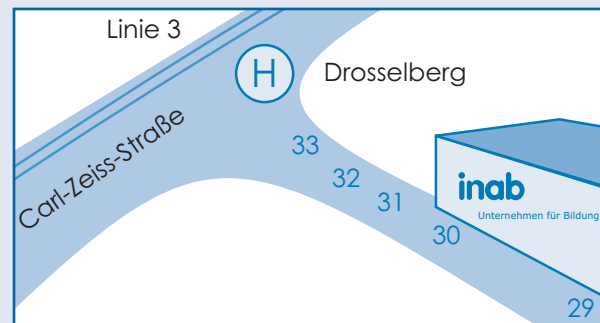 Linie 3
H
Drosselberg
Carl-Zeiss-Straße
33
32
31
30
29
inab
Unternehmen für Bildung